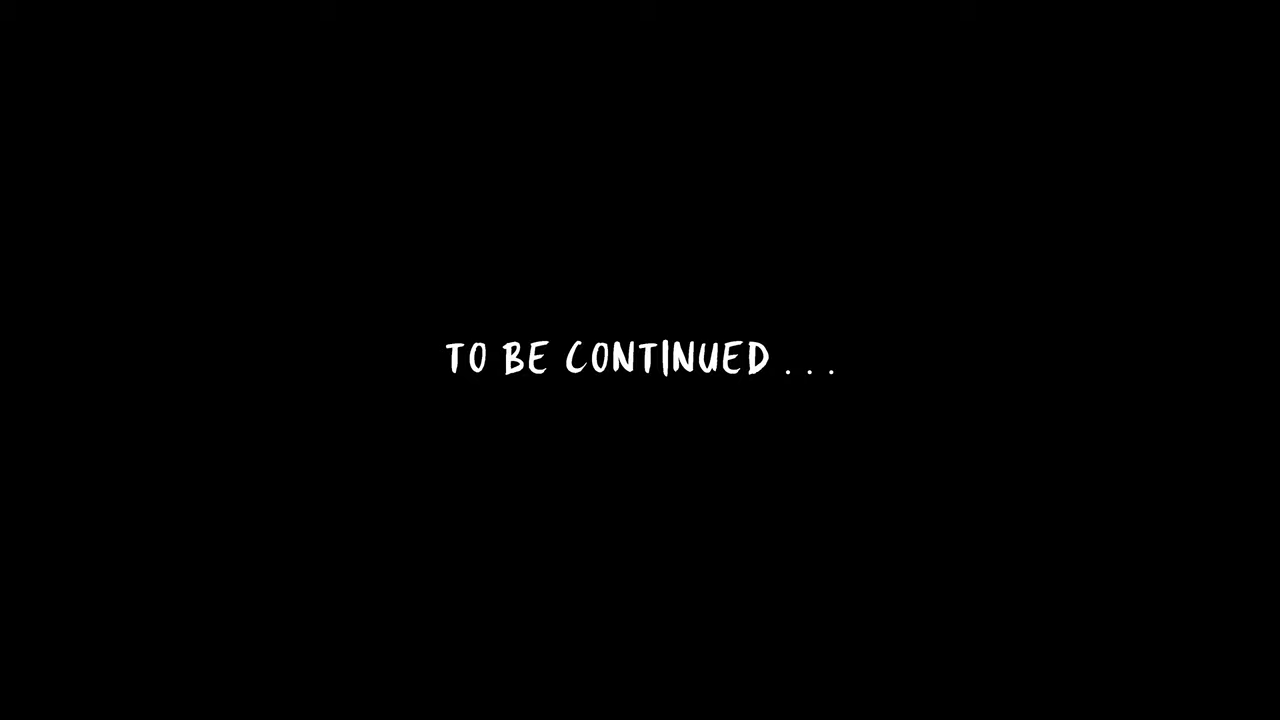 TO BE CONTINUED . . .